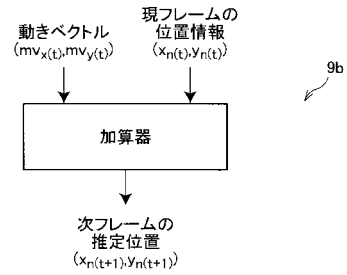 動きベクトル
(mvx(t),mvy(t))
現フレームの
位置情報
(xn(t),yn(t))
9b
加算器
次フレームの
推定位置
(xn(t+1),yn(t+1))